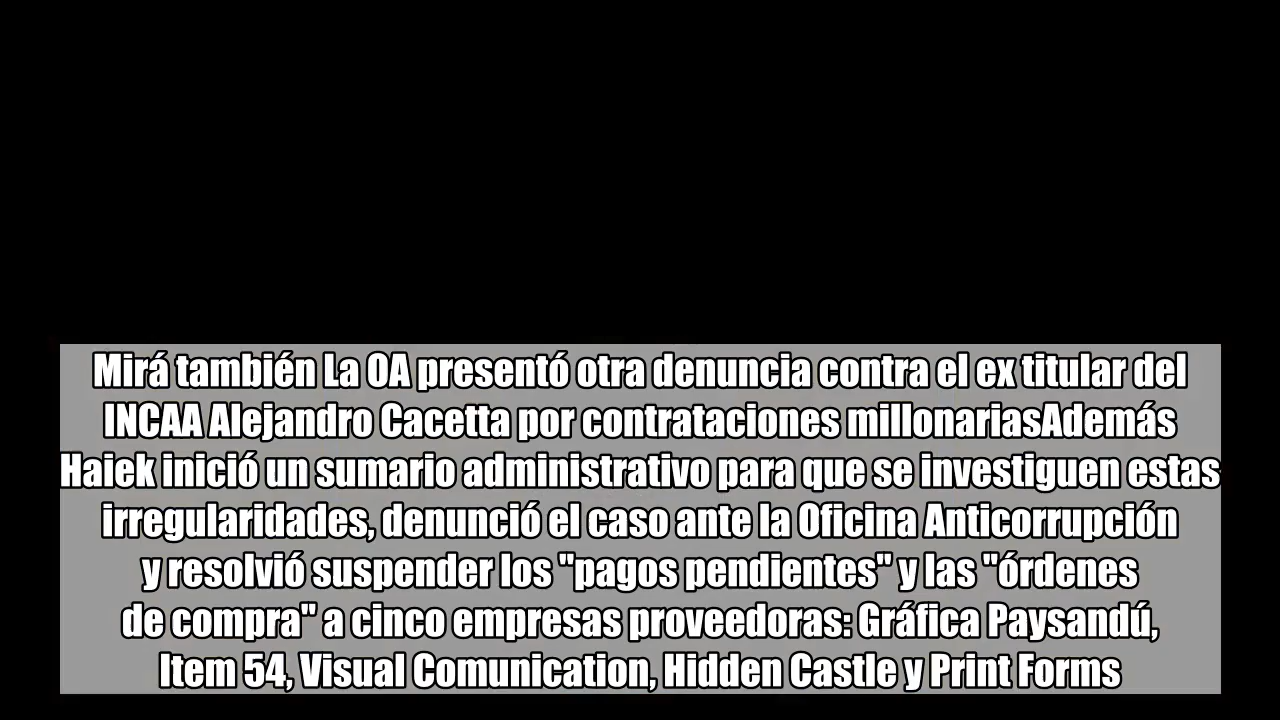 Mirá también La OA presentó otra denuncia contra el ex titular del
INCAA Alejandro Cacetta por contrataciones millonariasAdemás
Haiek inició un sumario administrativo para que se investiguen estas
irregularidades, denunció el caso ante la Oficina Anticorrupción
y resolvió suspender los "pagos pendientes" y las "órdenes
de compra" a cinco empresas proveedoras: Gráfica Paysandú,
Item 54, Visual Comunication, Hidden Castle y Print Forms